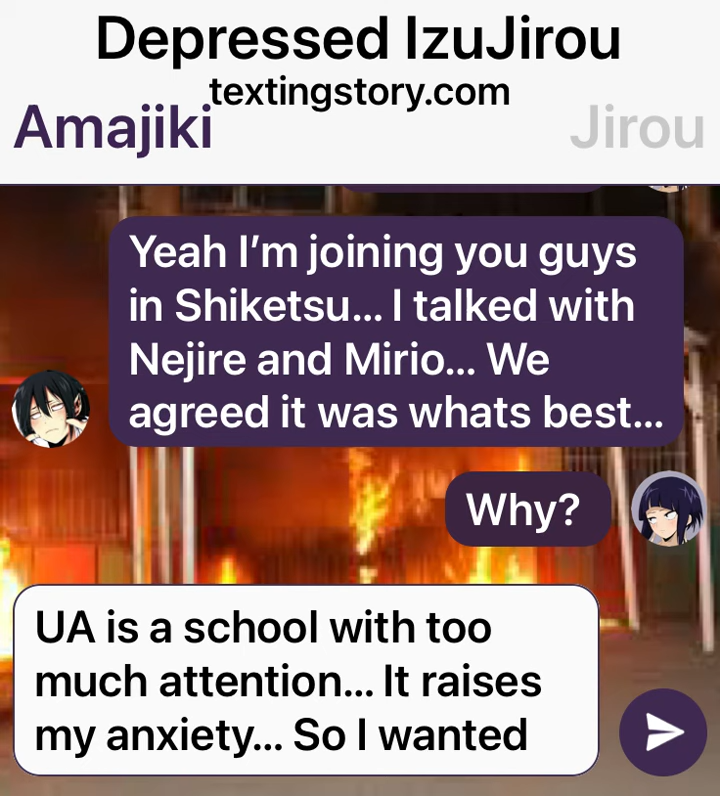 Depressed IzuJirou
textingstory.com
Amajiki
Jirou
Yeah I'm joining you guys
in Shiketsu... I talked with
Nejire and Mirio... We
agreed it was whats best...
Why?
UA is a school with too
much attention... It raises
my anxiety... So I wanted